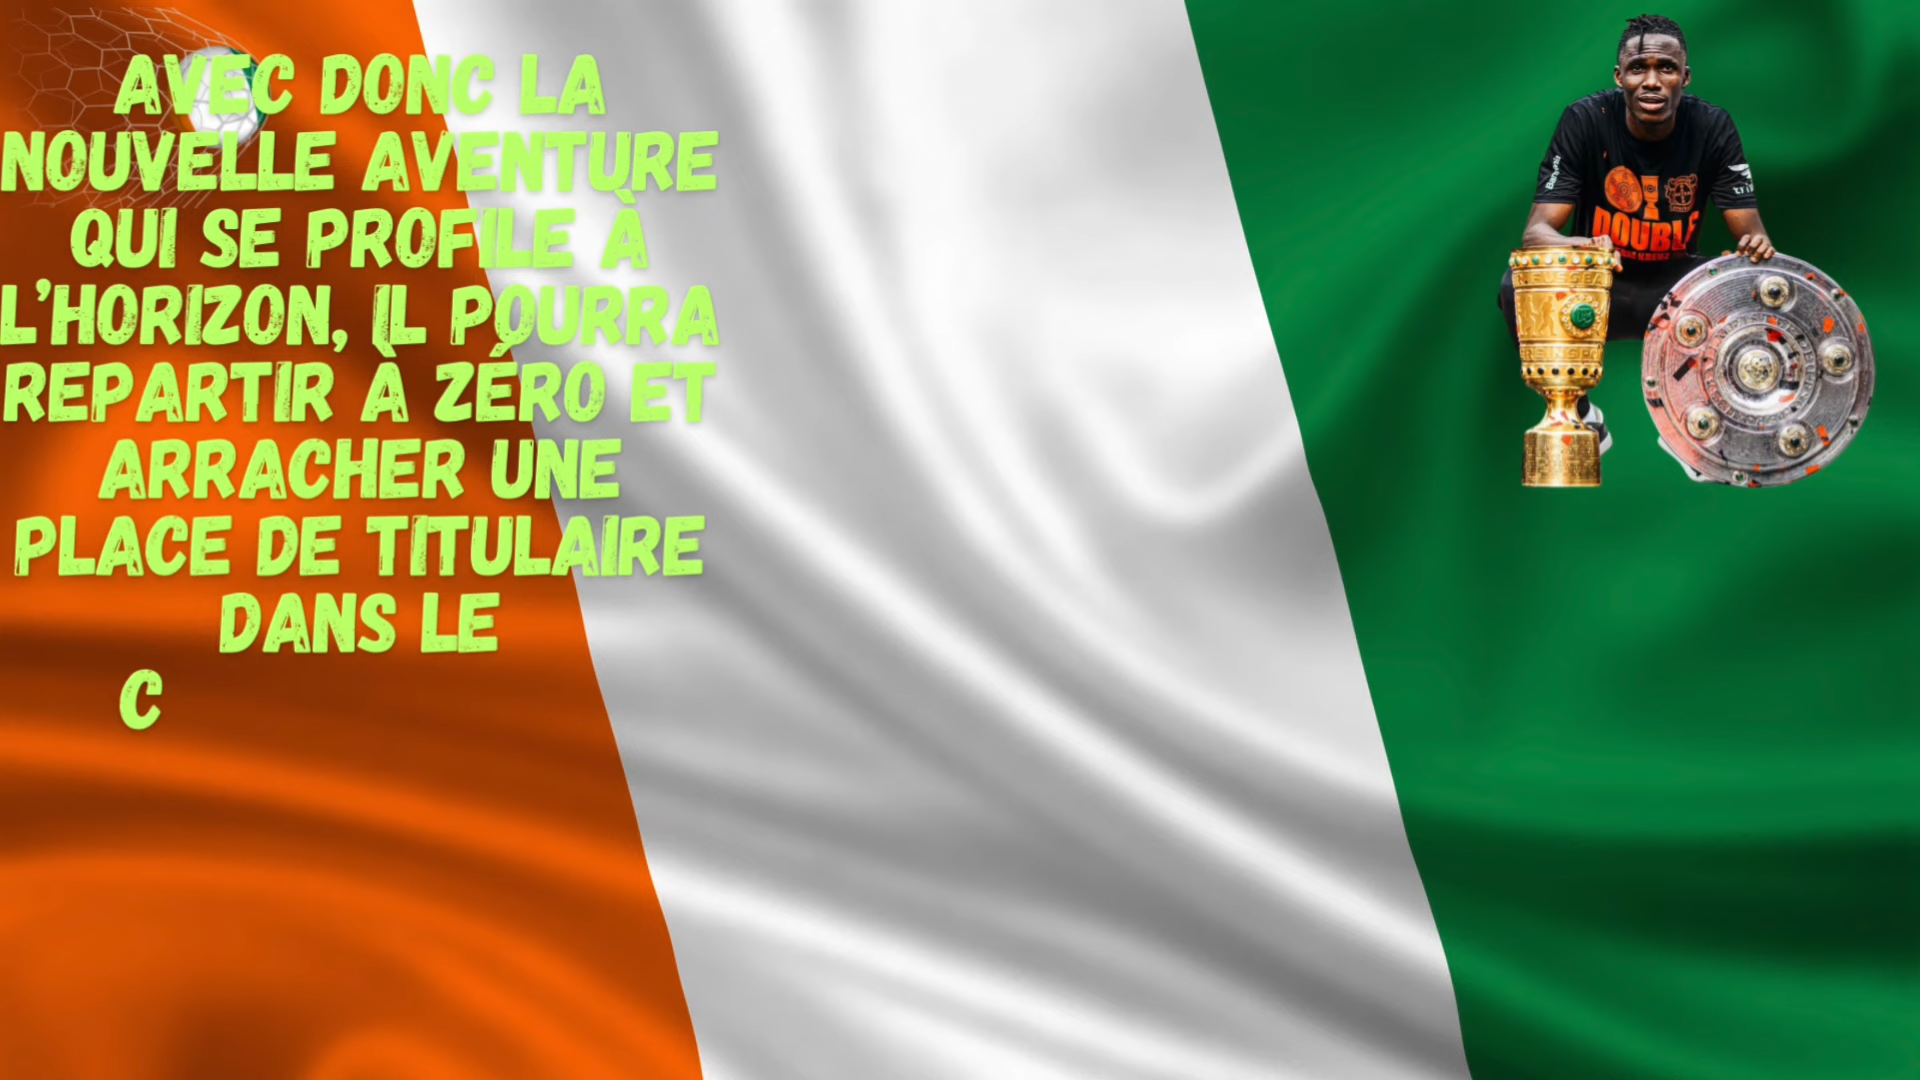 AVEC DONC LA
NOUVELLE AVENTURE
QUI SE PROFILE À
L'HORIZON, IL POURRA
REPARTIR À ZÉRO ET
ARRACHER UNE
PLACE DE TITULAIRE
DANS LE
C
DOUBLE